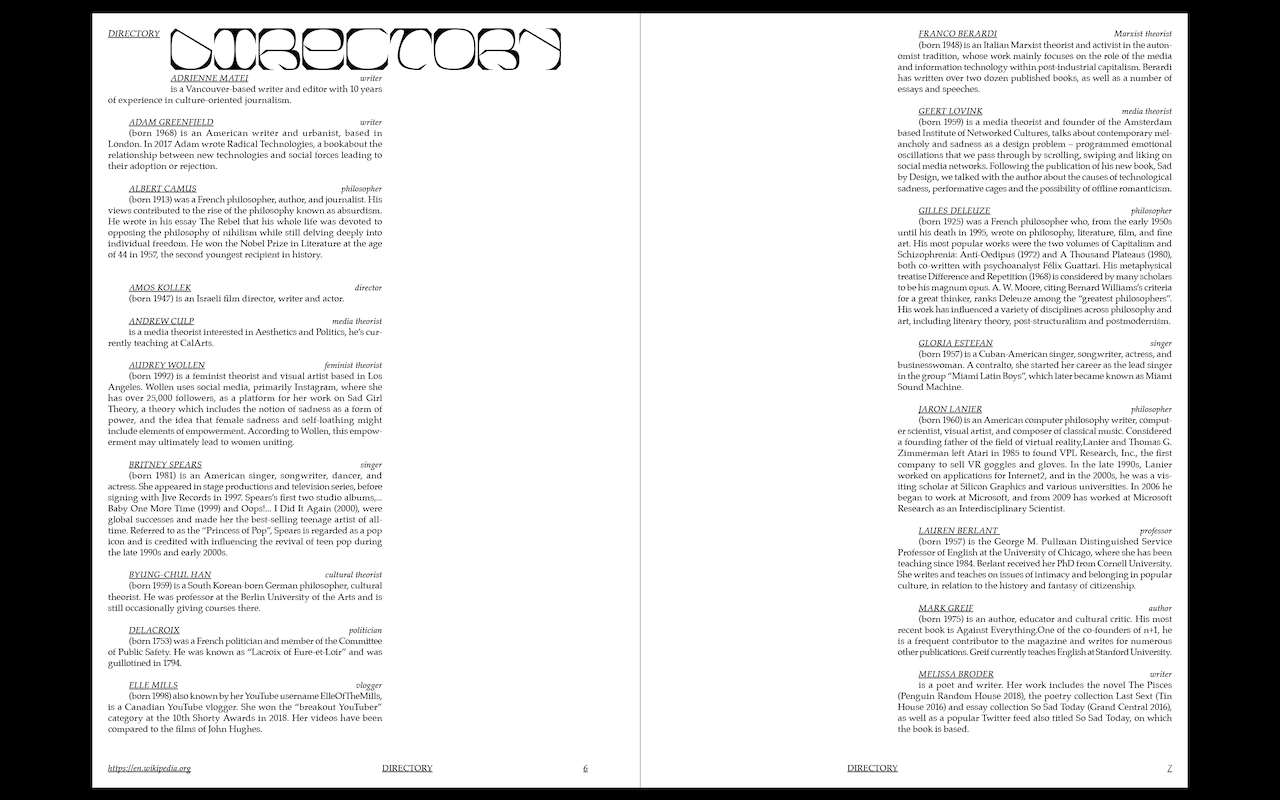 DIRECTORY
DIRECTORY
ADRIENNE MATEI writer
is a Vancouver-based writer and editor with 10 years
of experience in culture-oriented journalism.
ADAM GREENFIELD writer
(born 1968) is an American writer and urbanist, based in
London. In 2017 Adam wrote Radical Technologies, a bookabout the
relationship between new technologies and social forces leading to
their adoption or rejection.
ALBERT CAMUS philosopher
(born 1913) was a French philosopher, author, and journalist. His
views contributed to the rise of the philosophy known as absurdism.
He wrote in his essay The Rebel that his whole life was devoted to
opposing the philosophy of nihilism while still delving deeply into
individual freedom. He won the Nobel Prize in Literature at the age
of 44 in 1957, the second youngest recipient in history.
AMOS KOLLEK director
(born 1947) is an Israeli film director, writer and actor.
ANDREW CULP media theorist
is a media theorist interested in Aesthetics and Politics, he's cur-
rently teaching at CalArts.
AUDREY WOLLEN feminist theorist
(born 1992) is a feminist theorist and visual artist based in Los
Angeles. Wollen uses social media, primarily Instagram, where she
has over 25,000 followers, as a platform for her work on Sad Girl
Theory, a theory which includes the notion of sadness as a form of
power, and the idea that female sadness and self-loathing might
include elements of empowerment. According to Wollen, this empow-
erment may ultimately lead to women uniting.
BRITNEY SPEARS singer
(born 1981) is an American singer, songwriter, dancer, and
actress. She appeared in stage productions and television series, before
signing with Jive Records in 1997. Spears's first two studio albums,...
Baby One More Time (1999) and Oops!... I Did It Again (2000), were
global successes and made her the best-selling teenage artist of all-
time. Referred to as the "Princess of Pop", Spears is regarded as a pop
icon and is credited with influencing the revival of teen pop during
the late 1990s and early 2000s.
BYUNG-CHUL HAN cultural theorist
(born 1959) is a South Korean-born German philosopher, cultural
theorist. He was professor at the Berlin University of the Arts and is
still occasionally giving courses there.
DELACROIX politician
(born 1753) was a French politician and member of the Committee
of Public Safety. He was known as "Lacroix of Eure-et-Loir" and was
guillotined in 1794.
ELLE MILLS vlogger
(born 1998) also known by her YouTube username ElleOfTheMills,
is a Canadian YouTube vlogger. She won the "breakout YouTuber"
category at the 10th Shorty Awards in 2018. Her videos have been
compared to the films of John Hughes.
https://en.wikipedia.org DIRECTORY 6
FRANCO BERARDI Marxist theorist
(born 1948) is an Italian Marxist theorist and activist in the auton-
omist tradition, whose work mainly focuses on the role of the media
and information technology within post-industrial capitalism. Berardi
has written over two dozen published books, as well as a number of
essays and speeches.
GEERT LOVINK media theorist
(born 1959) is a media theorist and founder of the Amsterdam
based Institute of Networked Cultures, talks about contemporary mel-
ancholy and sadness as a design problem – programmed emotional
oscillations that we pass through by scrolling, swiping and liking on
social media networks. Following the publication of his new book, Sad
by Design, we talked with the author about the causes of technological
sadness, performative cages and the possibility of offline romanticism.
GILLES DELEUZE philosopher
(born 1925) was a French philosopher who, from the early 1950s
until his death in 1995, wrote on philosophy, literature, film, and fine
art. His most popular works were the two volumes of Capitalism and
Schizophrenia: Anti-Oedipus (1972) and A Thousand Plateaus (1980),
both co-written with psychoanalyst Félix Guattari. His metaphysical
treatise Difference and Repetition (1968) is considered by many scholars
to be his magnum opus. A. W. Moore, citing Bernard Williams's criteria
for a great thinker, ranks Deleuze among the "greatest philosophers".
His work has influenced a variety of disciplines across philosophy and
art, including literary theory, post-structuralism and postmodernism.
GLORIA ESTEFAN singer
(born 1957) is a Cuban-American singer, songwriter, actress, and
businesswoman. A contralto, she started her career as the lead singer
in the group "Miami Latin Boys", which later became known as Miami
Sound Machine.
JARON LANIER philosopher
(born 1960) is an American computer philosophy writer, comput-
er scientist, visual artist, and composer of classical music. Considered
a founding father of the field of virtual reality,Lanier and Thomas G.
Zimmerman left Atari in 1985 to found VPL Research, Inc., the first
company to sell VR goggles and gloves. In the late 1990s, Lanier
worked on applications for Internet2, and in the 2000s, he was a vis-
iting scholar at Silicon Graphics and various universities. In 2006 he
began to work at Microsoft, and from 2009 has worked at Microsoft
Research as an Interdisciplinary Scientist.
LAUREN BERLANT professor
(born 1957) is the George M. Pullman Distinguished Service
Professor of English at the University of Chicago, where she has been
teaching since 1984. Berlant received her PhD from Cornell University.
She writes and teaches on issues of intimacy and belonging in popular
culture, in relation to the history and fantasy of citizenship.
MARK GREIF author
(born 1975) is an author, educator and cultural critic. His most
recent book is Against Everything.One of the co-founders of n+1, he
is a frequent contributor to the magazine and writes for numerous
other publications. Greif currently teaches English at Stanford University.
MELISSA BRODER writer
is a poet and writer. Her work includes the novel The Pisces
(Penguin Random House 2018), the poetry collection Last Sext (Tin
House 2016) and essay collection So Sad Today (Grand Central 2016),
as well as a popular Twitter feed also titled So Sad Today, on which
the book is based.
DIRECTORY 7